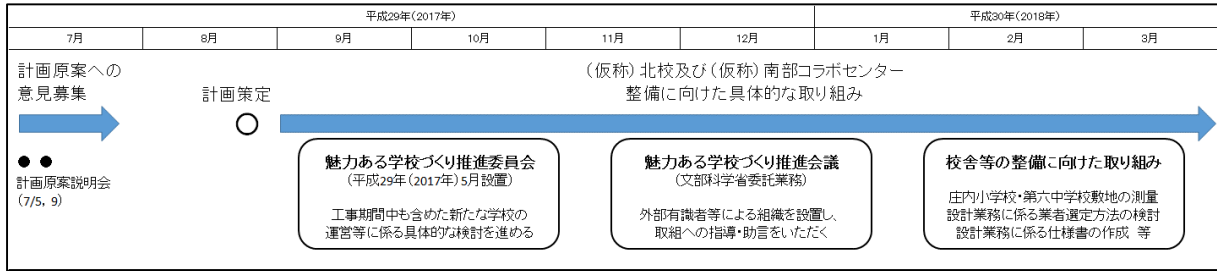 平成29年(2017年)
平成30年(2018年)
7月
8月
9月
10月
11月
12月
1月
2月
3月
計画原案への
意見募集
計画策定
(仮称)北校及び(仮称)南部コラボセンター
整備に向けた具体的な取り組み
計画原案説明会
(7/5, 9)
魅力ある学校づくり推進委員会
(平成29年(2017年)5月設置)
工事期間中も含めた新たな学校の
運営等に係る具体的な検討を進める
魅力ある学校づくり推進会議
(文部科学省委託業務)
外部有識者等による組織を設置し、
取組への指導・助言をいただく
校舎等の整備に向けた取り組み
庄内小学校・第六中学校敷地の測量
設計業務に係る業者選定方法の検討
設計業務に係る仕様書の作成 等